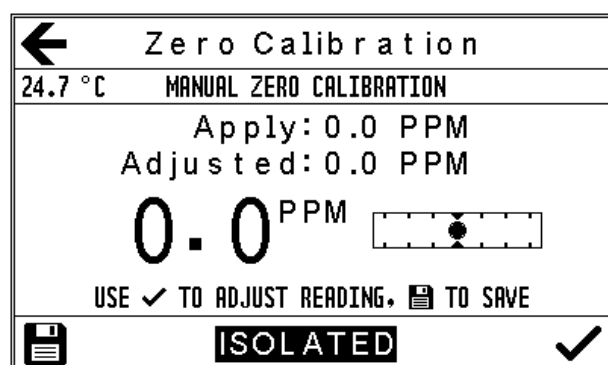 Zero Calibration
24.7 °C MANUAL ZERO CALIBRATION
Apply: 0.0 PPM
Adjusted: 0.0 PPM
0.0 PPM
USE ✓ TO ADJUST READING, 💾 TO SAVE
ISOLATED